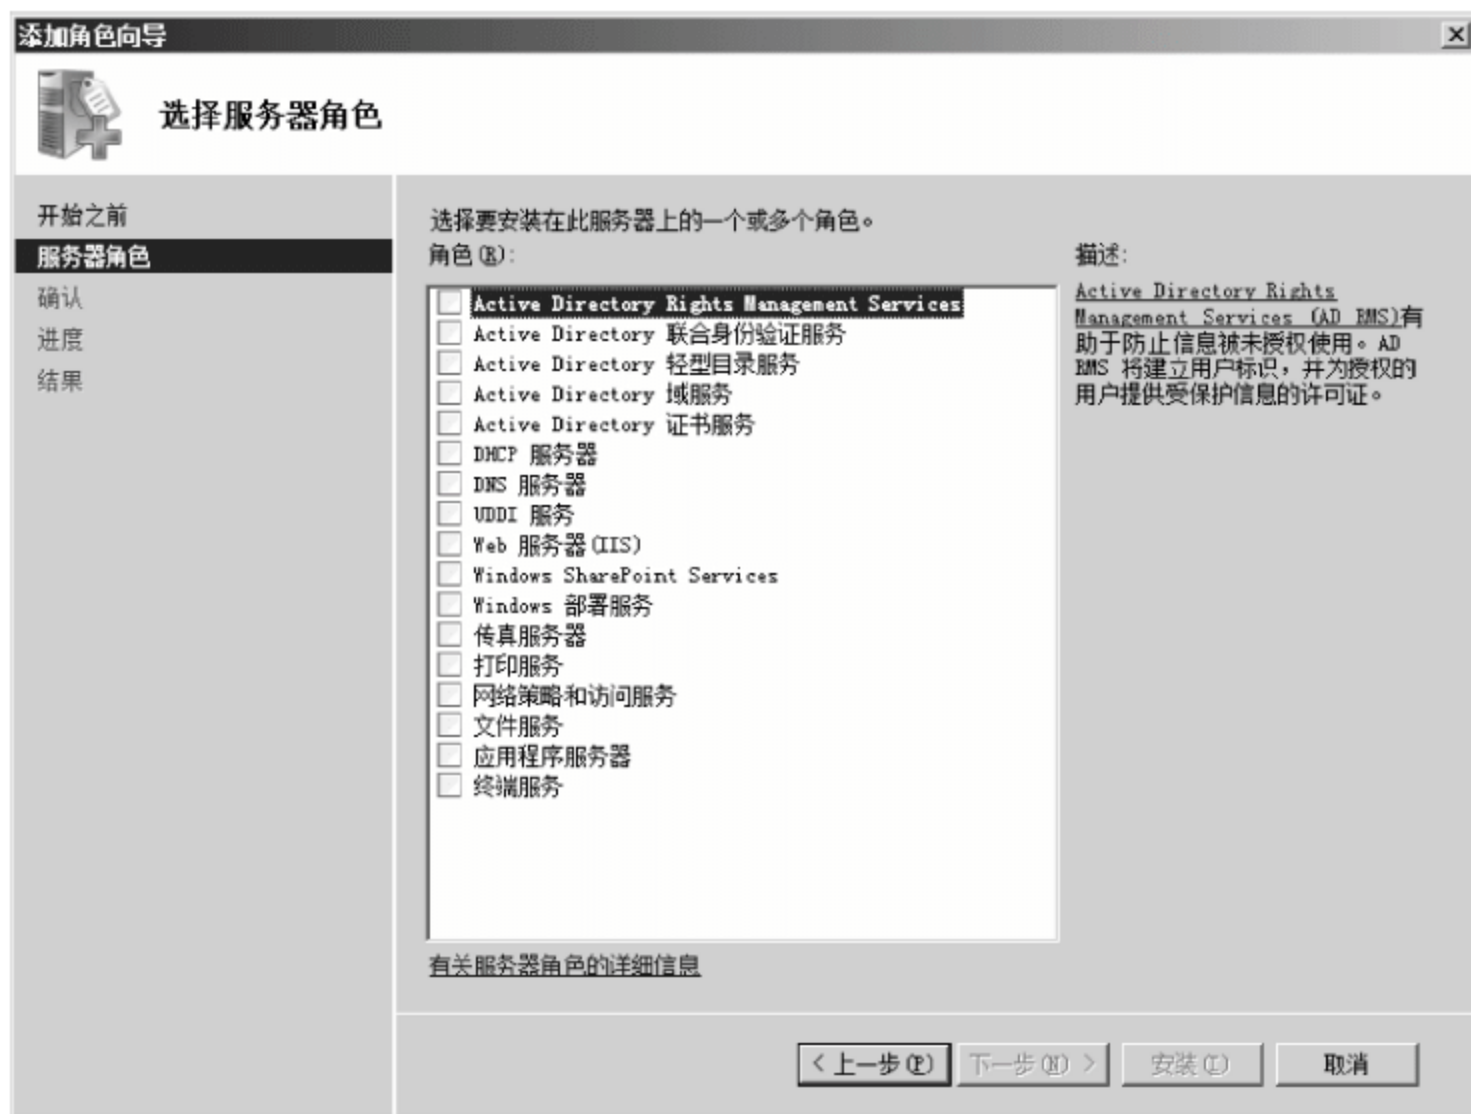 添加角色向导
选择服务器角色
开始之前
服务器角色
确认
进度
结果
选择要安装在此服务器上的一个或多个角色。
角色(R):
Active Directory Rights Management Services
Active Directory 联合身份验证服务
Active Directory 轻型目录服务
Active Directory 域服务
Active Directory 证书服务
DHCP 服务器
DNS 服务器
UDDI 服务
Web 服务器(IIS)
Windows SharePoint Services
Windows 部署服务
传真服务器
打印服务
网络策略和访问服务
文件服务
应用程序服务器
终端服务
有关服务器角色的详细信息
描述:
Active Directory Rights
Management Services (AD RMS)有
助于防止信息被未授权使用。AD
RMS 将建立用户标识，并为授权的
用户提供受保护信息的许可证。
< 上一步(P)
下一步(N) >
安装(I)
取消